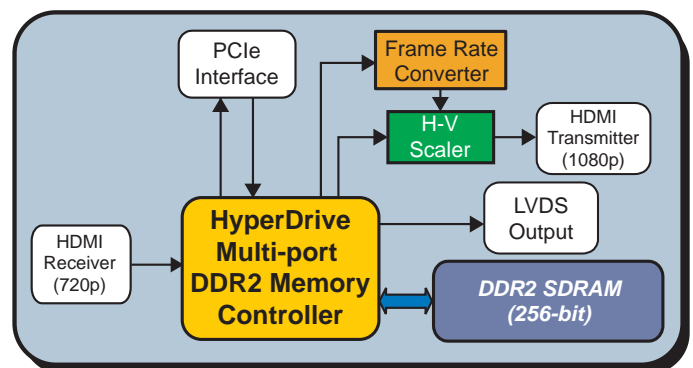 PCIe
Interface
Frame Rate
Converter
H-V
Scaler
HDMI
Transmitter
(1080p)
HyperDrive
Multi-port
DDR2 Memory
Controller
LVDS
Output
HDMI
Receiver
(720p)
DDR2 SDRAM
(256-bit)